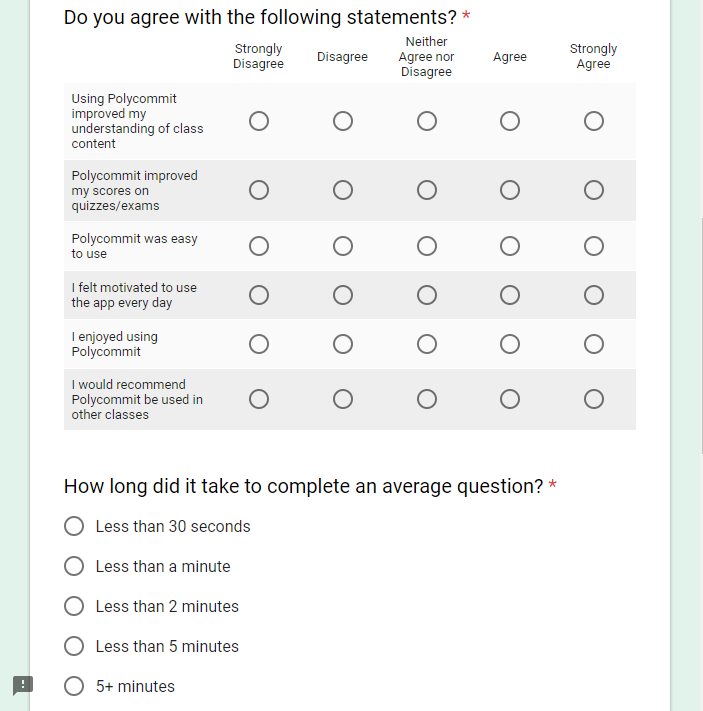 Do you agree with the following statements? *
Strongly
Disagree
Disagree
Neither
Agree nor
Disagree
Agree
Strongly
Agree
Using Polycommit
improved my
understanding of class
content
Polycommit improved
my scores on
quizzes/exams
Polycommit was easy
to use
I felt motivated to use
the app every day
I enjoyed using
Polycommit
I would recommend
Polycommit be used in
other classes
How long did it take to complete an average question? *
Less than 30 seconds
Less than a minute
Less than 2 minutes
Less than 5 minutes
5+ minutes